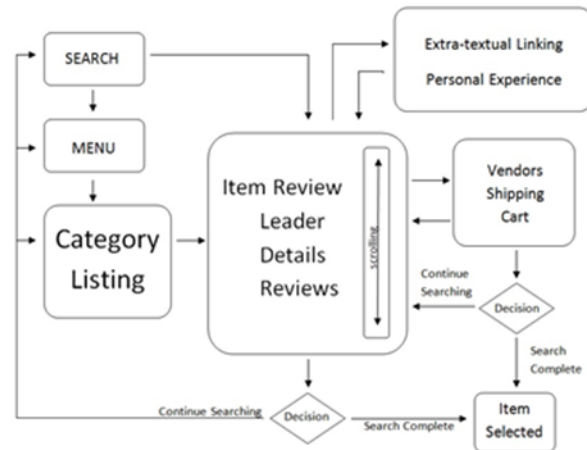 SEARCH
MENU
Category
Listing
Item Review
Leader
Details
Reviews
scrolling
Extra-textual Linking
Personal Experience
Vendors
Shipping
Cart
Continue
Searching
Decision
Search
Complete
Continue Searching
Decision
Search Complete
Item
Selected